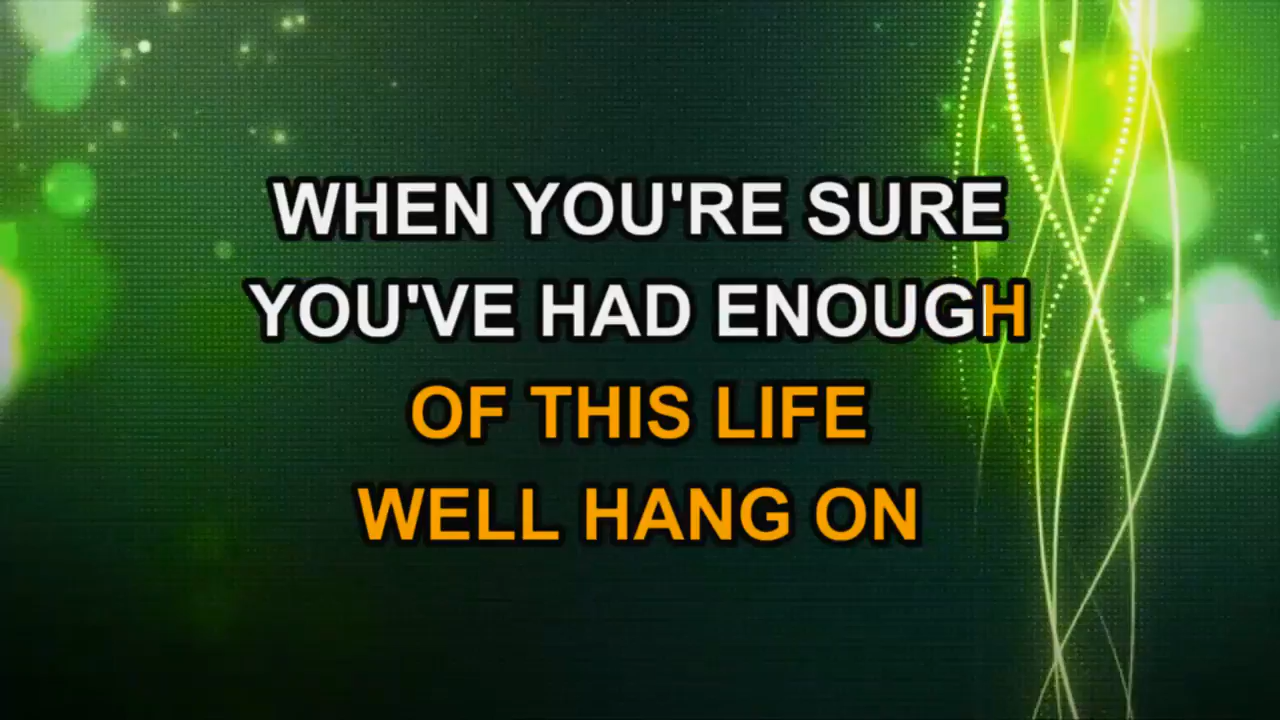 WHEN YOU'RE SURE
YOU'VE HAD ENOUGH
OF THIS LIFE
WELL HANG ON